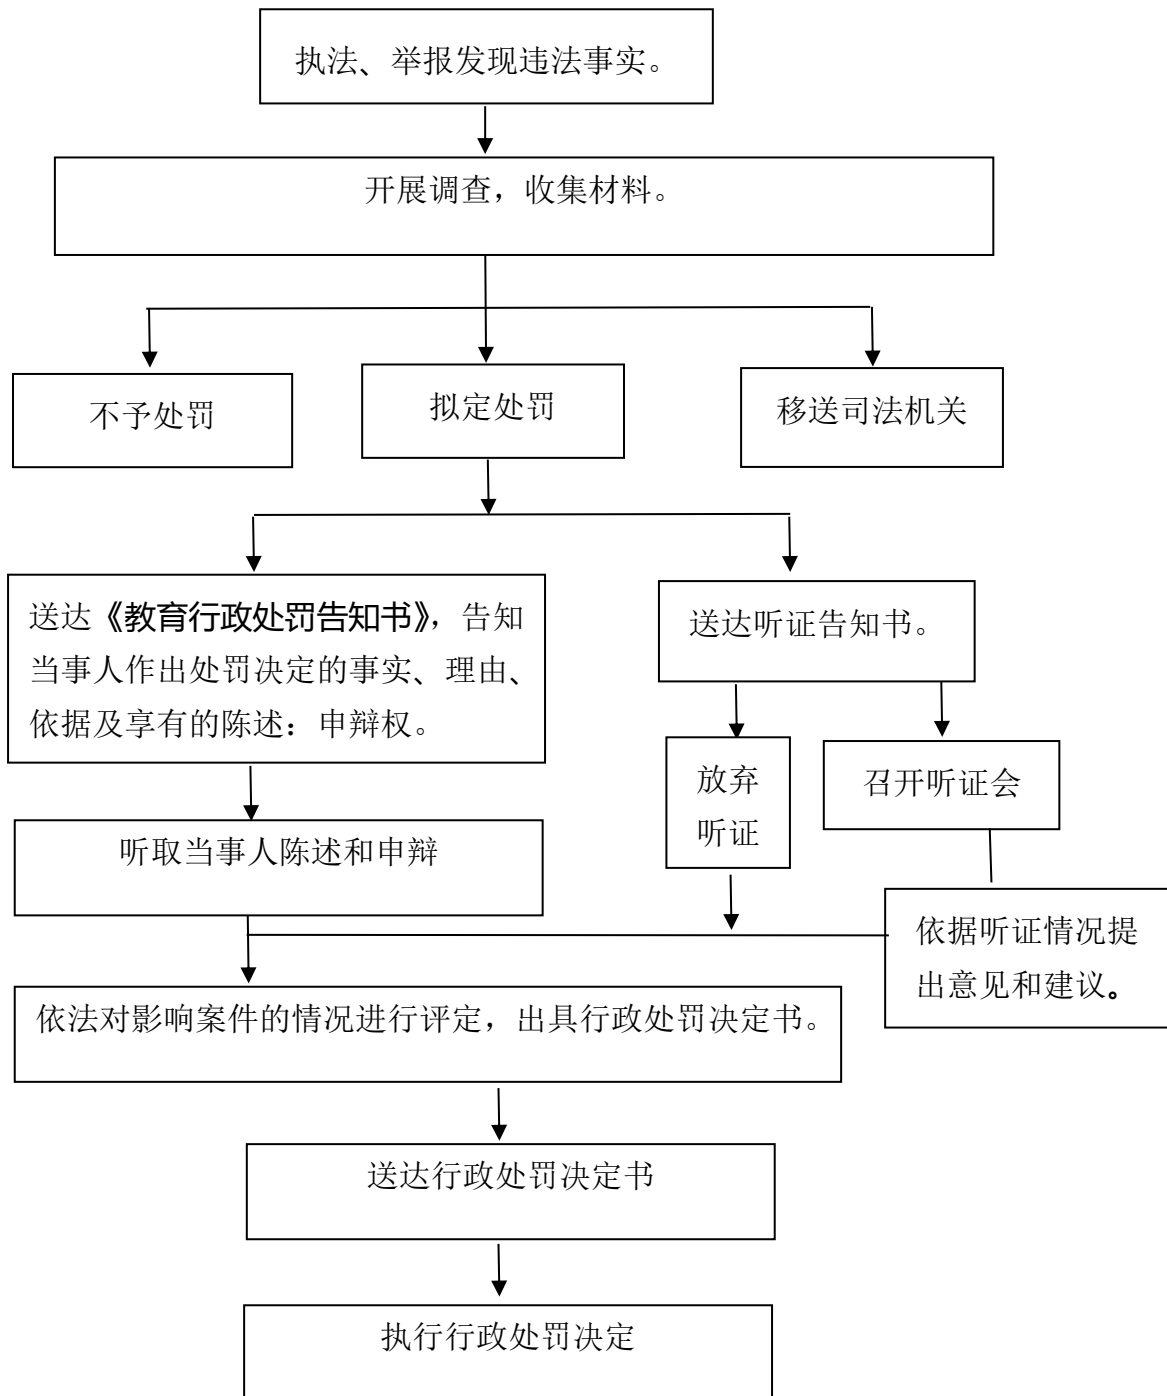 执法、举报发现违法事实。
开展调查，收集材料。
不予处罚
拟定处罚
移送司法机关
送达《教育行政处罚告知书》，告知
当事人作出处罚决定的事实、理由、
依据及享有的陈述：申辩权。
送达听证告知书。
放弃
听证
召开听证会
听取当事人陈述和申辩
依据听证情况提
出意见和建议。
依法对影响案件的情况进行评定，出具行政处罚决定书。
送达行政处罚决定书
执行行政处罚决定